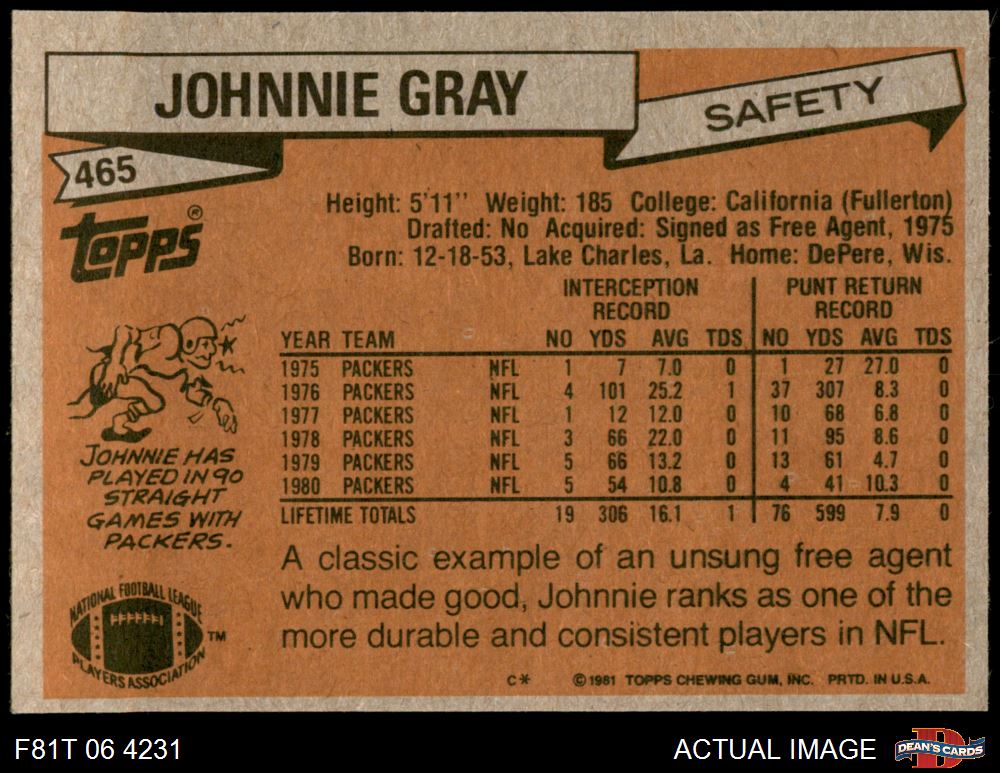 JOHNNIE GRAY
SAFETY
465
Topps®
Height: 5'11" Weight: 185 College: California (Fullerton)
Drafted: No Acquired: Signed as Free Agent, 1975
Born: 12-18-53, Lake Charles, La. Home: DePere, Wis.
INTERCEPTION RECORD PUNT RETURN RECORD
YEAR TEAM NO YDS AVG TDS NO YDS AVG TDS
1975 PACKERS NFL 1 7 7.0 0 1 27 27.0 0
1976 PACKERS NFL 4 101 25.2 1 37 307 8.3 0
1977 PACKERS NFL 1 12 12.0 0 10 68 6.8 0
1978 PACKERS NFL 3 66 22.0 0 11 95 8.6 0
1979 PACKERS NFL 5 66 13.2 0 13 61 4.7 0
1980 PACKERS NFL 5 54 10.8 0 4 41 10.3 0
LIFETIME TOTALS 19 306 16.1 1 76 599 7.9 0
JOHNNIE HAS
PLAYED IN 90
STRAIGHT
GAMES WITH
PACKERS.
A classic example of an unsung free agent
who made good, Johnnie ranks as one of the
more durable and consistent players in NFL.
NATIONAL FOOTBALL LEAGUE
PLAYERS ASSOCIATION
™
C* ©1981 TOPPS CHEWING GUM, INC. PRTD. IN U.S.A.
F81T 06 4231
ACTUAL IMAGE
DEAN'S CARDS